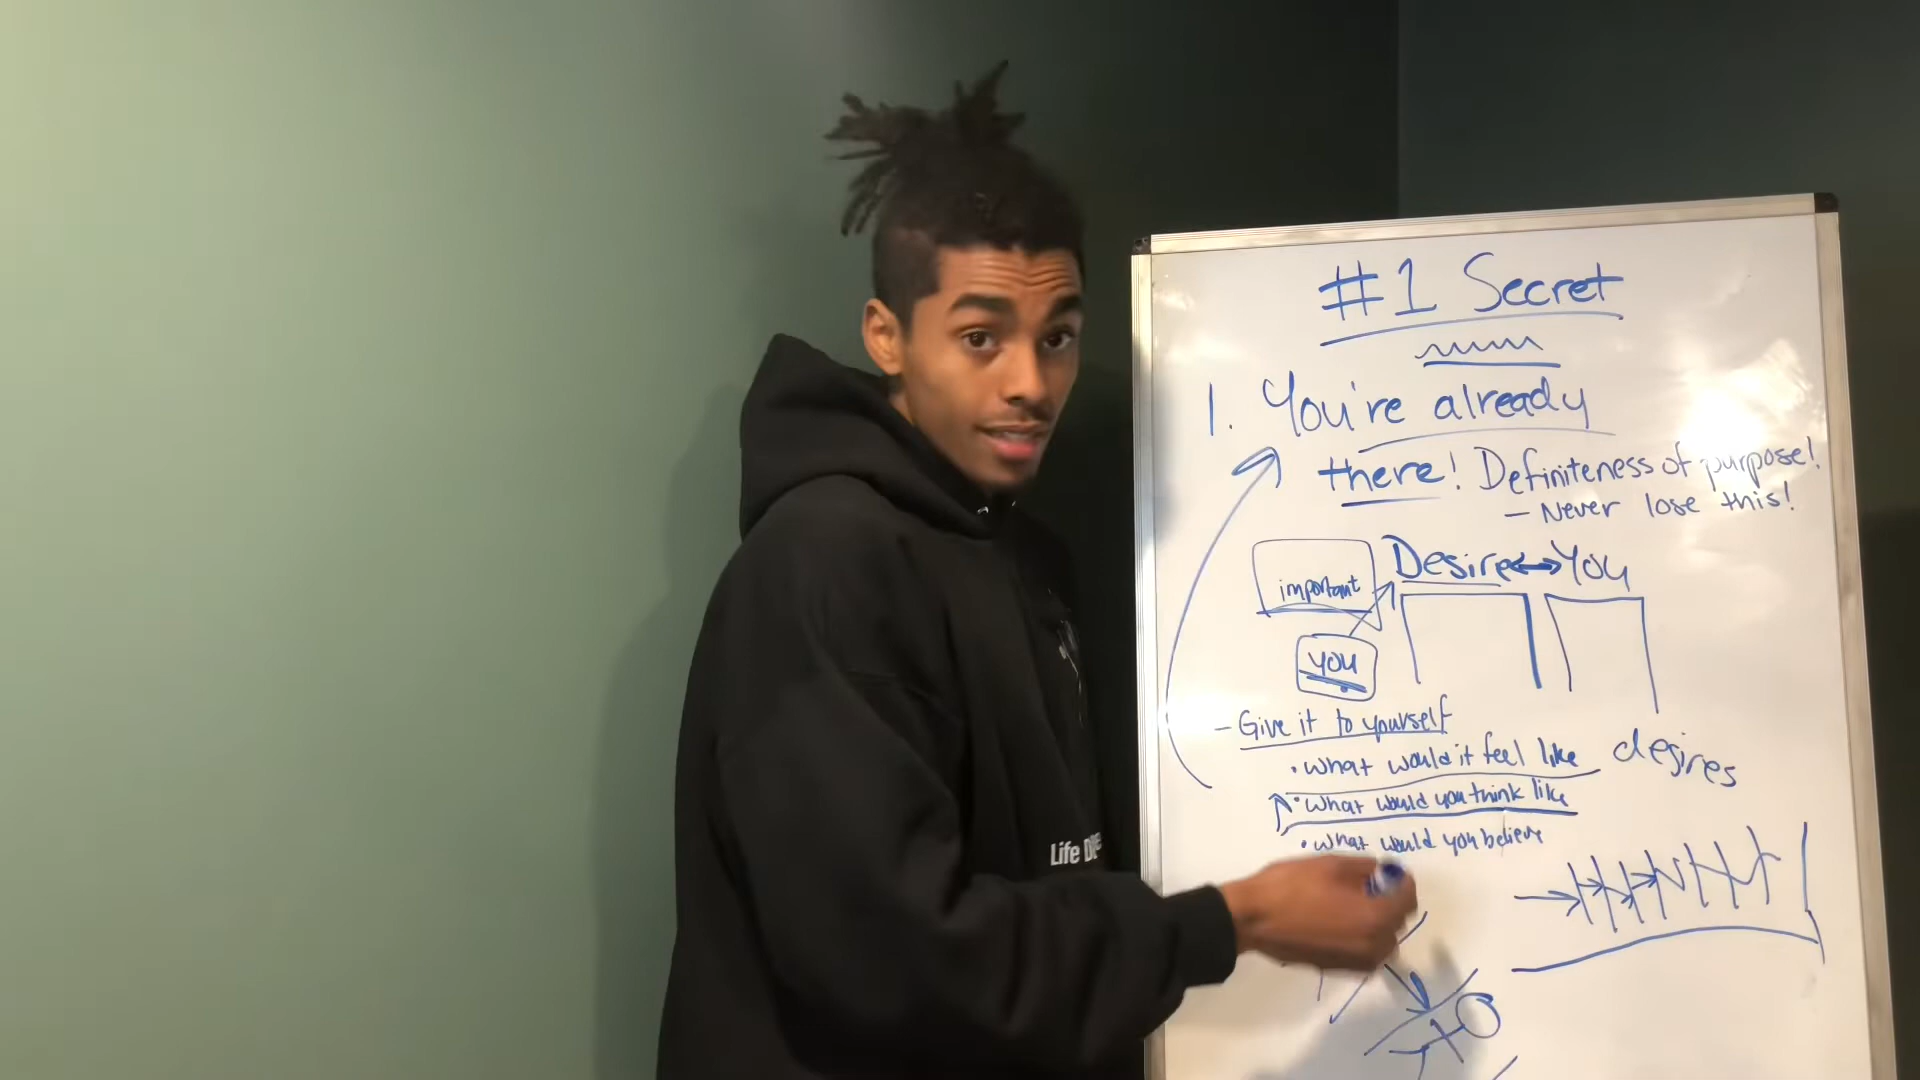 #1 Secret
1. You're already
there! Definiteness of purpose!
- Never lose this!
important
Desire ↔ You
you
- Give it to yourself
• What would it feel like
desires
• What would you think like
• What would you believe
Life